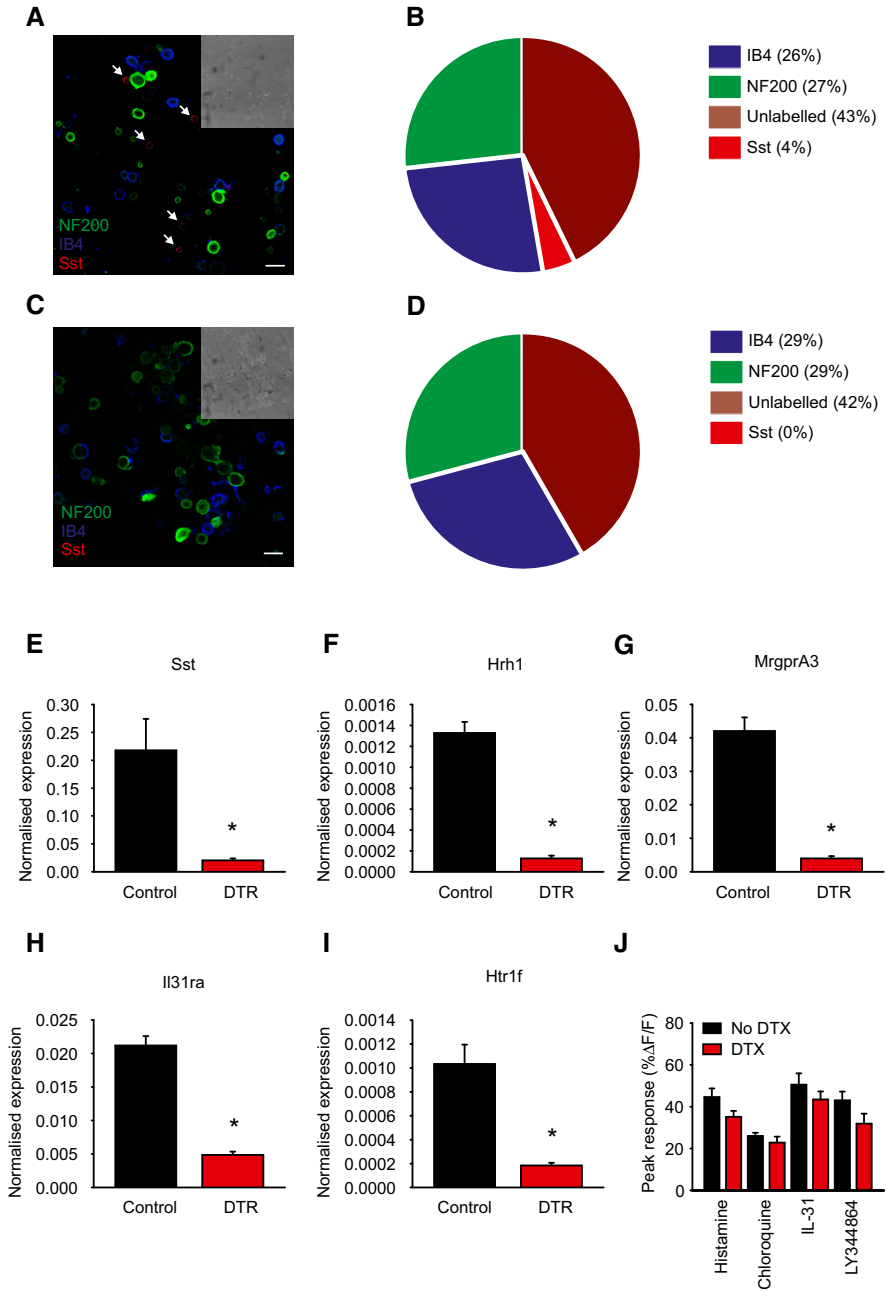 A
NF200
IB4
Sst
B
IB4 (26%)
NF200 (27%)
Unlabelled (43%)
Sst (4%)
C
NF200
IB4
Sst
D
IB4 (29%)
NF200 (29%)
Unlabelled (42%)
Sst (0%)
E
Sst
Normalised expression
0.30
0.25
0.20
0.15
0.10
0.05
0.00
*
Control
DTR
F
Hrh1
Normalised expression
0.0016
0.0014
0.0012
0.0010
0.0008
0.0006
0.0004
0.0002
0.0000
*
Control
DTR
G
MrgprA3
Normalised expression
0.05
0.04
0.03
0.02
0.01
0.00
*
Control
DTR
H
Il31ra
Normalised expression
0.025
0.020
0.015
0.010
0.005
0.000
*
Control
DTR
I
Htr1f
Normalised expression
0.0014
0.0012
0.0010
0.0008
0.0006
0.0004
0.0002
0.0000
*
Control
DTR
J
No DTX
DTX
Peak response (%ΔF/F)
80
60
40
20
0
Histamine
Chloroquine
IL-31
LY344864